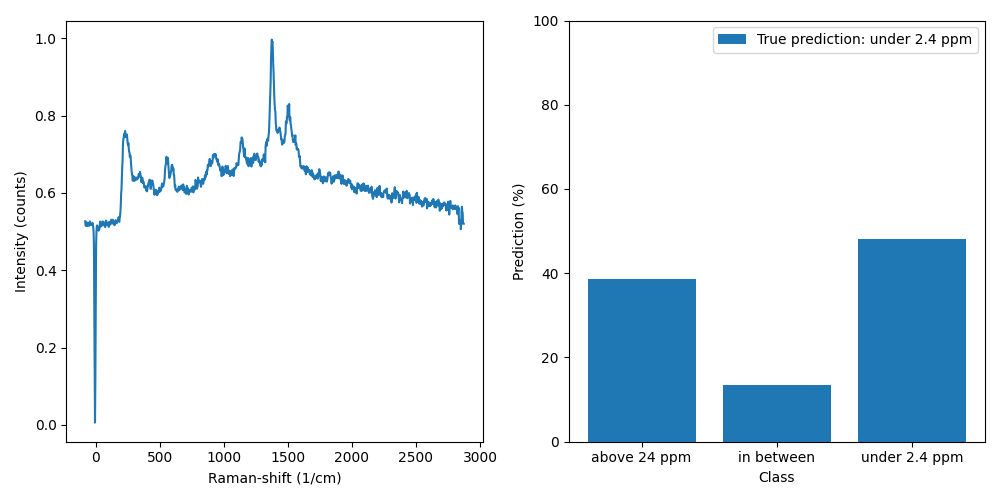 1.0
0.8
0.6
0.4
0.2
0.0
Intensity (counts)
0 500 1000 1500 2000 2500 3000
Raman-shift (1/cm)
100
80
60
40
20
0
Prediction (%)
True prediction: under 2.4 ppm
above 24 ppm in between under 2.4 ppm
Class